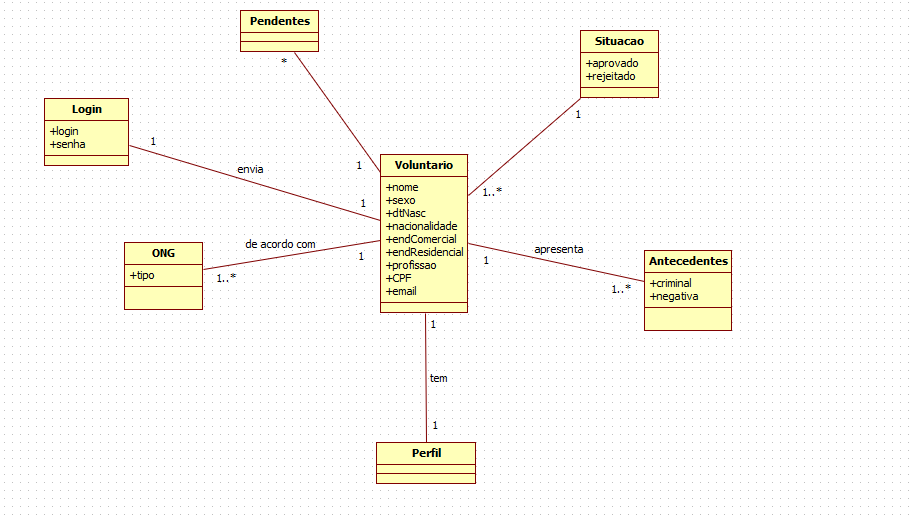 Pendentes
*
1
Situacao
+aprovado
+rejeitado
1
1..*
Login
+login
+senha
1
envia
1
Voluntario
+nome
+sexo
+dtNasc
+nacionalidade
+endComercial
+endResidencial
+profissao
+CPF
+email
ONG
+tipo
de acordo com
1
1..*
apresenta
1
1..*
Antecedentes
+criminal
+negativa
1
tem
1
Perfil